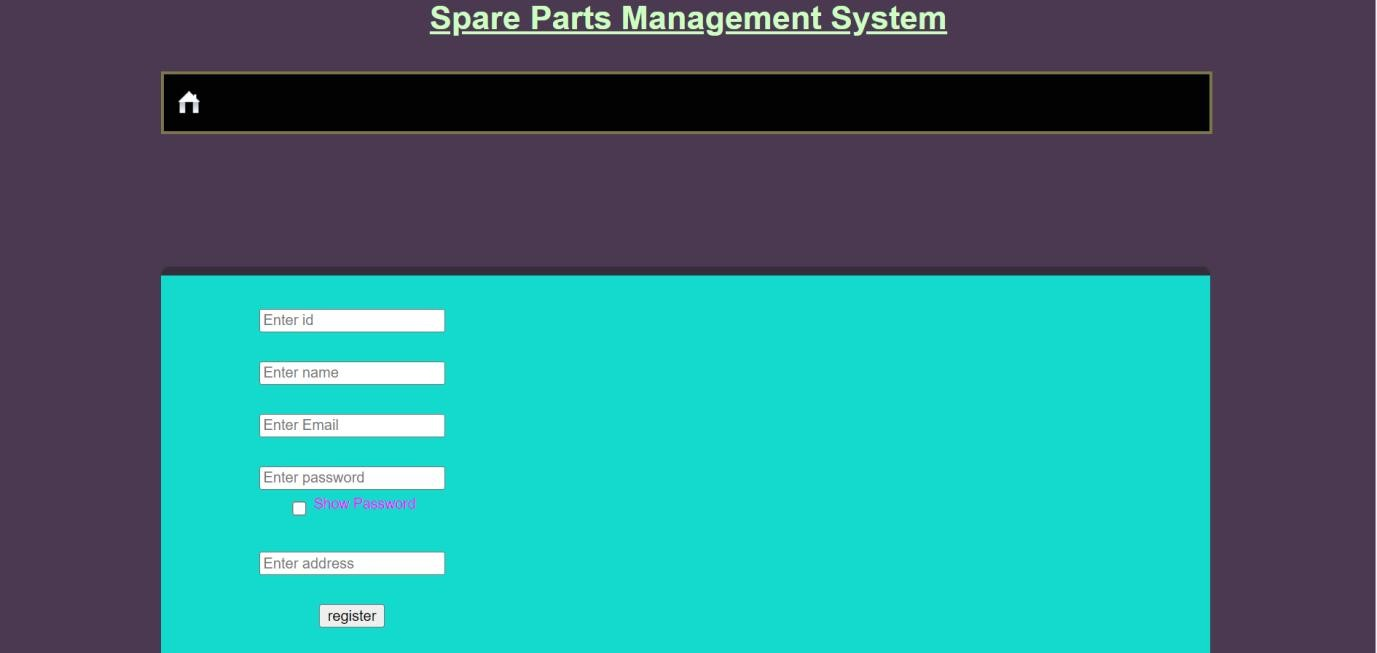 Spare Parts Management System
Enter id
Enter name
Enter Email
Enter password
Show Password
Enter address
register